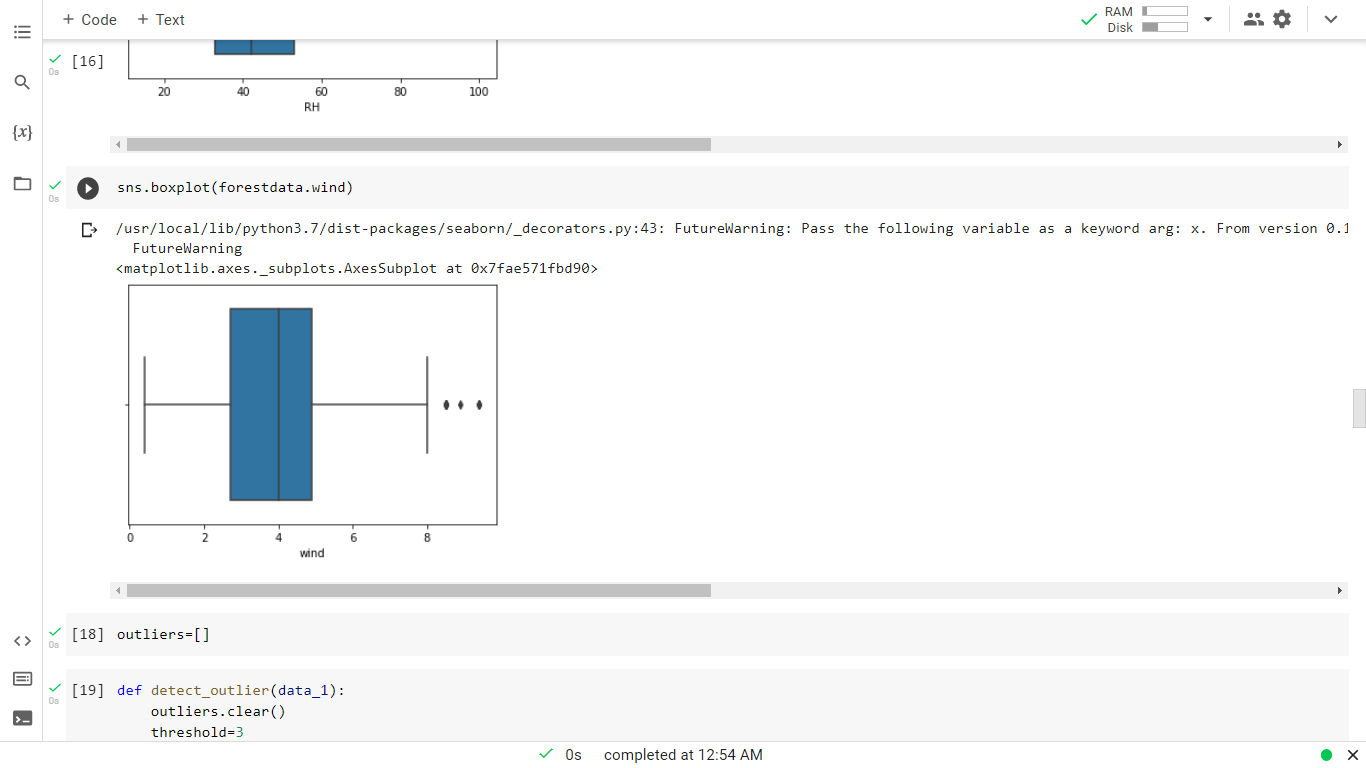 + Code + Text
RAM
Disk
[16]
0s
20 40 60 80 100
RH
{x}
0s
sns.boxplot(forestdata.wind)
/usr/local/lib/python3.7/dist-packages/seaborn/_decorators.py:43: FutureWarning: Pass the following variable as a keyword arg: x. From version 0.1
FutureWarning
<matplotlib.axes._subplots.AxesSubplot at 0x7fae571fbd90>
0 2 4 6 8
wind
[18] outliers=[]
0s
[19] def detect_outlier(data_1):
0s
outliers.clear()
threshold=3
0s completed at 12:54 AM